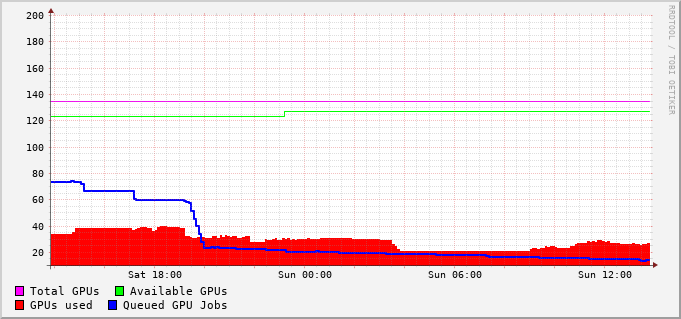 200
180
160
140
120
100
80
60
40
20
Sat 18:00 Sun 00:00 Sun 06:00 Sun 12:00
Total GPUs Available GPUs
GPUs used Queued GPU Jobs
RRDTOOL / TOBI OETIKER